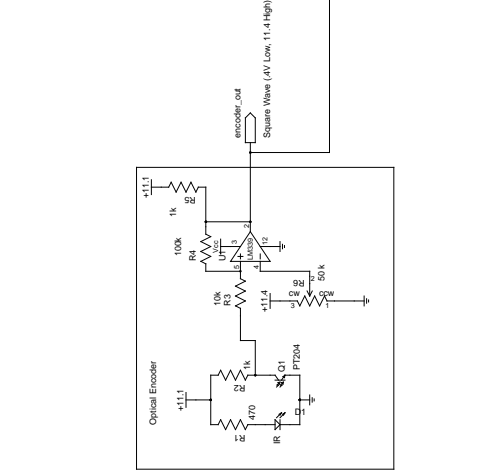 encoder_out
Square Wave (.4V Low, 11.4 High)
Optical Encoder
+11.1
R5
1k
R4
100k
Vcc
U1
LM339
3
2
12
5
4
R3
10k
R6
50 k
2
+11.4
cw
ccw
3
1
+11.1
R2
1k
Q1
PT204
R1
470
D1
IR